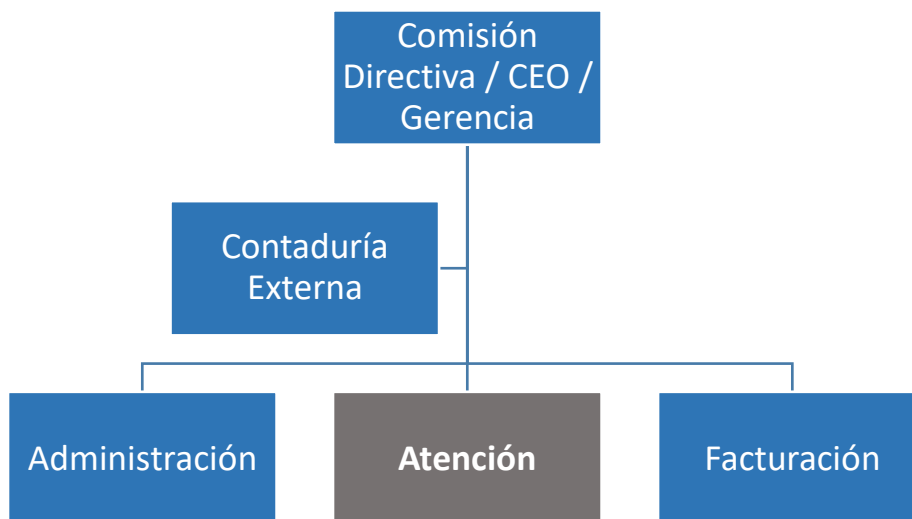 Comisión
Directiva / CEO /
Gerencia
Contaduría
Externa
Administración
Atención
Facturación